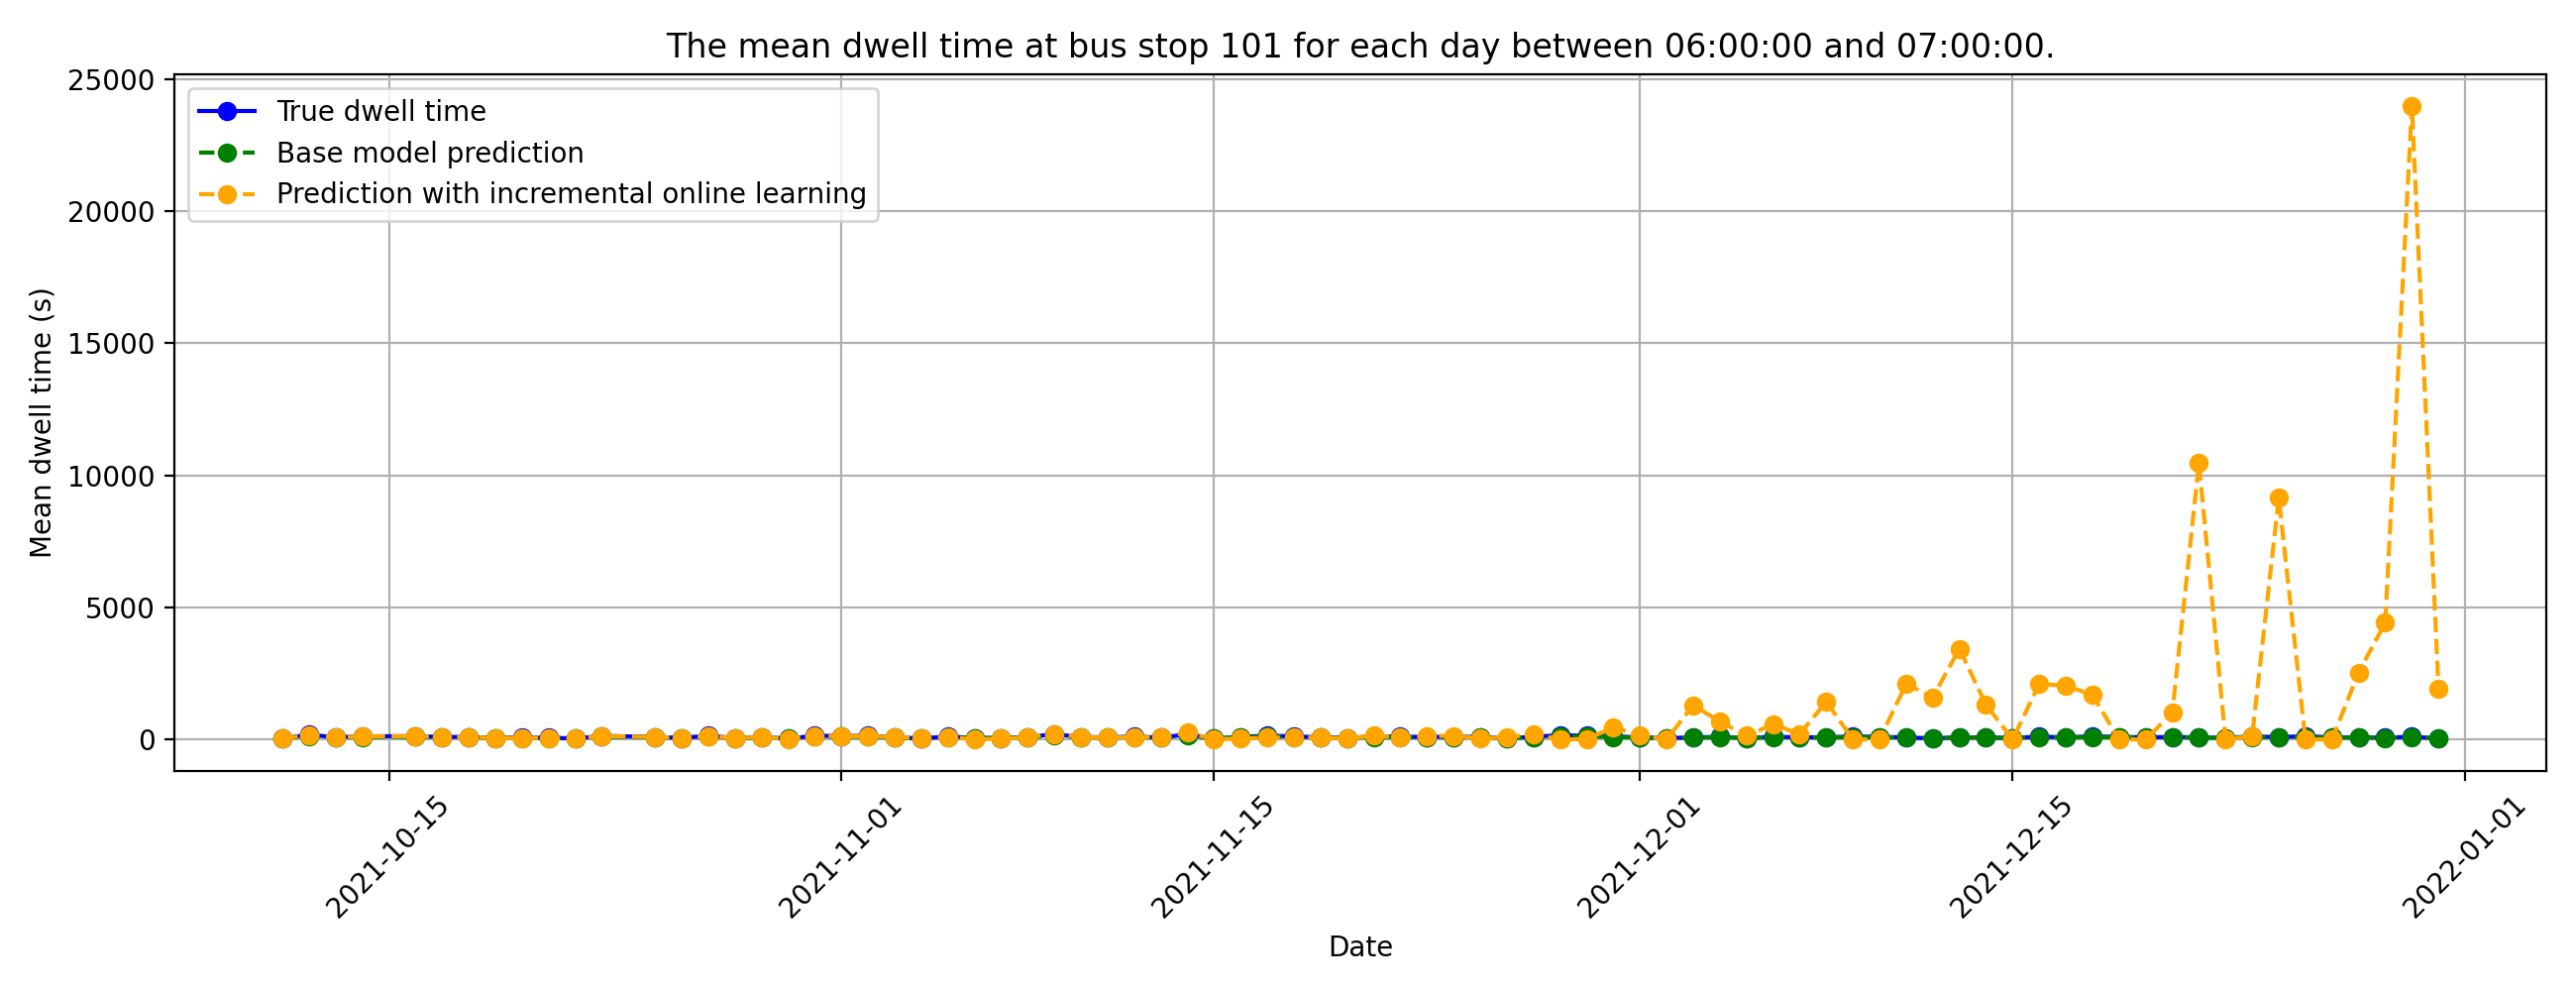 The mean dwell time at bus stop 101 for each day between 06:00:00 and 07:00:00.
25000
20000
15000
10000
5000
0
Mean dwell time (s)
True dwell time
Base model prediction
Prediction with incremental online learning
2021-10-15
2021-11-01
2021-11-15
2021-12-01
2021-12-15
2022-01-01
Date